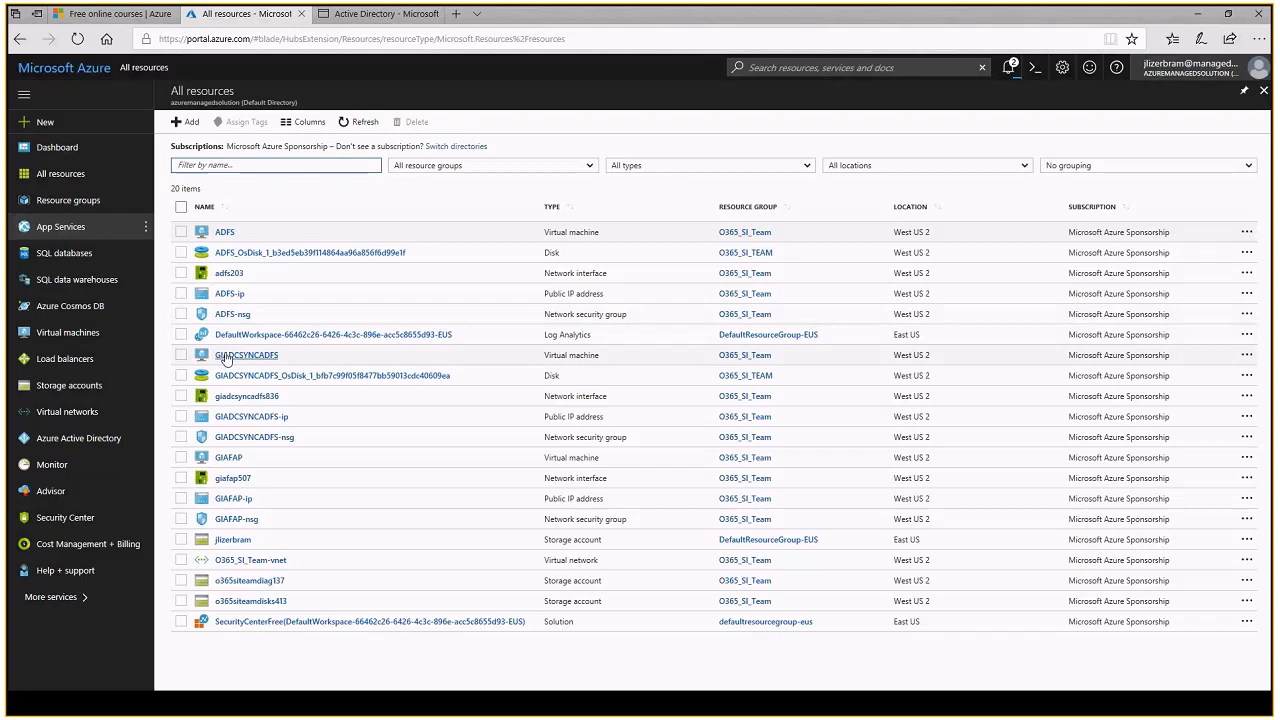 Free online courses | Azure
All resources - Microsof
Active Directory - Microsoft
https://portal.azure.com/#blade/HubsExtension/Resources/resourceType/Microsoft.Resources%2Fresources
Microsoft Azure All resources
Search resources, services and docs
2
jlizerbram@managed...
AZUREMANAGEDSOLUTION (...
All resources
azuremanagedsolution (Default Directory)
New
Dashboard
All resources
Resource groups
App Services
SQL databases
SQL data warehouses
Azure Cosmos DB
Virtual machines
Load balancers
Storage accounts
Virtual networks
Azure Active Directory
Monitor
Advisor
Security Center
Cost Management + Billing
Help + support
More services
Add Assign Tags Columns Refresh Delete
Subscriptions: Microsoft Azure Sponsorship – Don't see a subscription? Switch directories
Filter by name... All resource groups All types All locations No grouping
20 items
NAME TYPE RESOURCE GROUP LOCATION SUBSCRIPTION
ADFS Virtual machine O365_SI_Team West US 2 Microsoft Azure Sponsorship
ADFS_OsDisk_1_b3ed5eb39f114864aa96a856f6d99e1f Disk O365_SI_TEAM West US 2 Microsoft Azure Sponsorship
adfs203 Network interface O365_SI_Team West US 2 Microsoft Azure Sponsorship
ADFS-ip Public IP address O365_SI_Team West US 2 Microsoft Azure Sponsorship
ADFS-nsg Network security group O365_SI_Team West US 2 Microsoft Azure Sponsorship
DefaultWorkspace-66462c26-6426-4c3c-896e-acc5c8655d93-EUS Log Analytics DefaultResourceGroup-EUS East US Microsoft Azure Sponsorship
GIADCSYNCADFS Virtual machine O365_SI_Team West US 2 Microsoft Azure Sponsorship
GIADCSYNCADFS_OsDisk_1_bfb7c99f05f8477bb59013cdc40609ea Disk O365_SI_TEAM West US 2 Microsoft Azure Sponsorship
giadcsyncadfs836 Network interface O365_SI_Team West US 2 Microsoft Azure Sponsorship
GIADCSYNCADFS-ip Public IP address O365_SI_Team West US 2 Microsoft Azure Sponsorship
GIADCSYNCADFS-nsg Network security group O365_SI_Team West US 2 Microsoft Azure Sponsorship
GIAFAP Virtual machine O365_SI_Team West US 2 Microsoft Azure Sponsorship
giafap507 Network interface O365_SI_Team West US 2 Microsoft Azure Sponsorship
GIAFAP-ip Public IP address O365_SI_Team West US 2 Microsoft Azure Sponsorship
GIAFAP-nsg Network security group O365_SI_Team West US 2 Microsoft Azure Sponsorship
jlizerbram Storage account DefaultResourceGroup-EUS East US Microsoft Azure Sponsorship
O365_SI_Team-vnet Virtual network O365_SI_Team West US 2 Microsoft Azure Sponsorship
o365siteamdiag137 Storage account O365_SI_Team West US 2 Microsoft Azure Sponsorship
o365siteamdisks413 Storage account O365_SI_Team West US 2 Microsoft Azure Sponsorship
SecurityCenterFree(DefaultWorkspace-66462c26-6426-4c3c-896e-acc5c8655d93-EUS) Solution defaultresourcegroup-eus East US Microsoft Azure Sponsorship